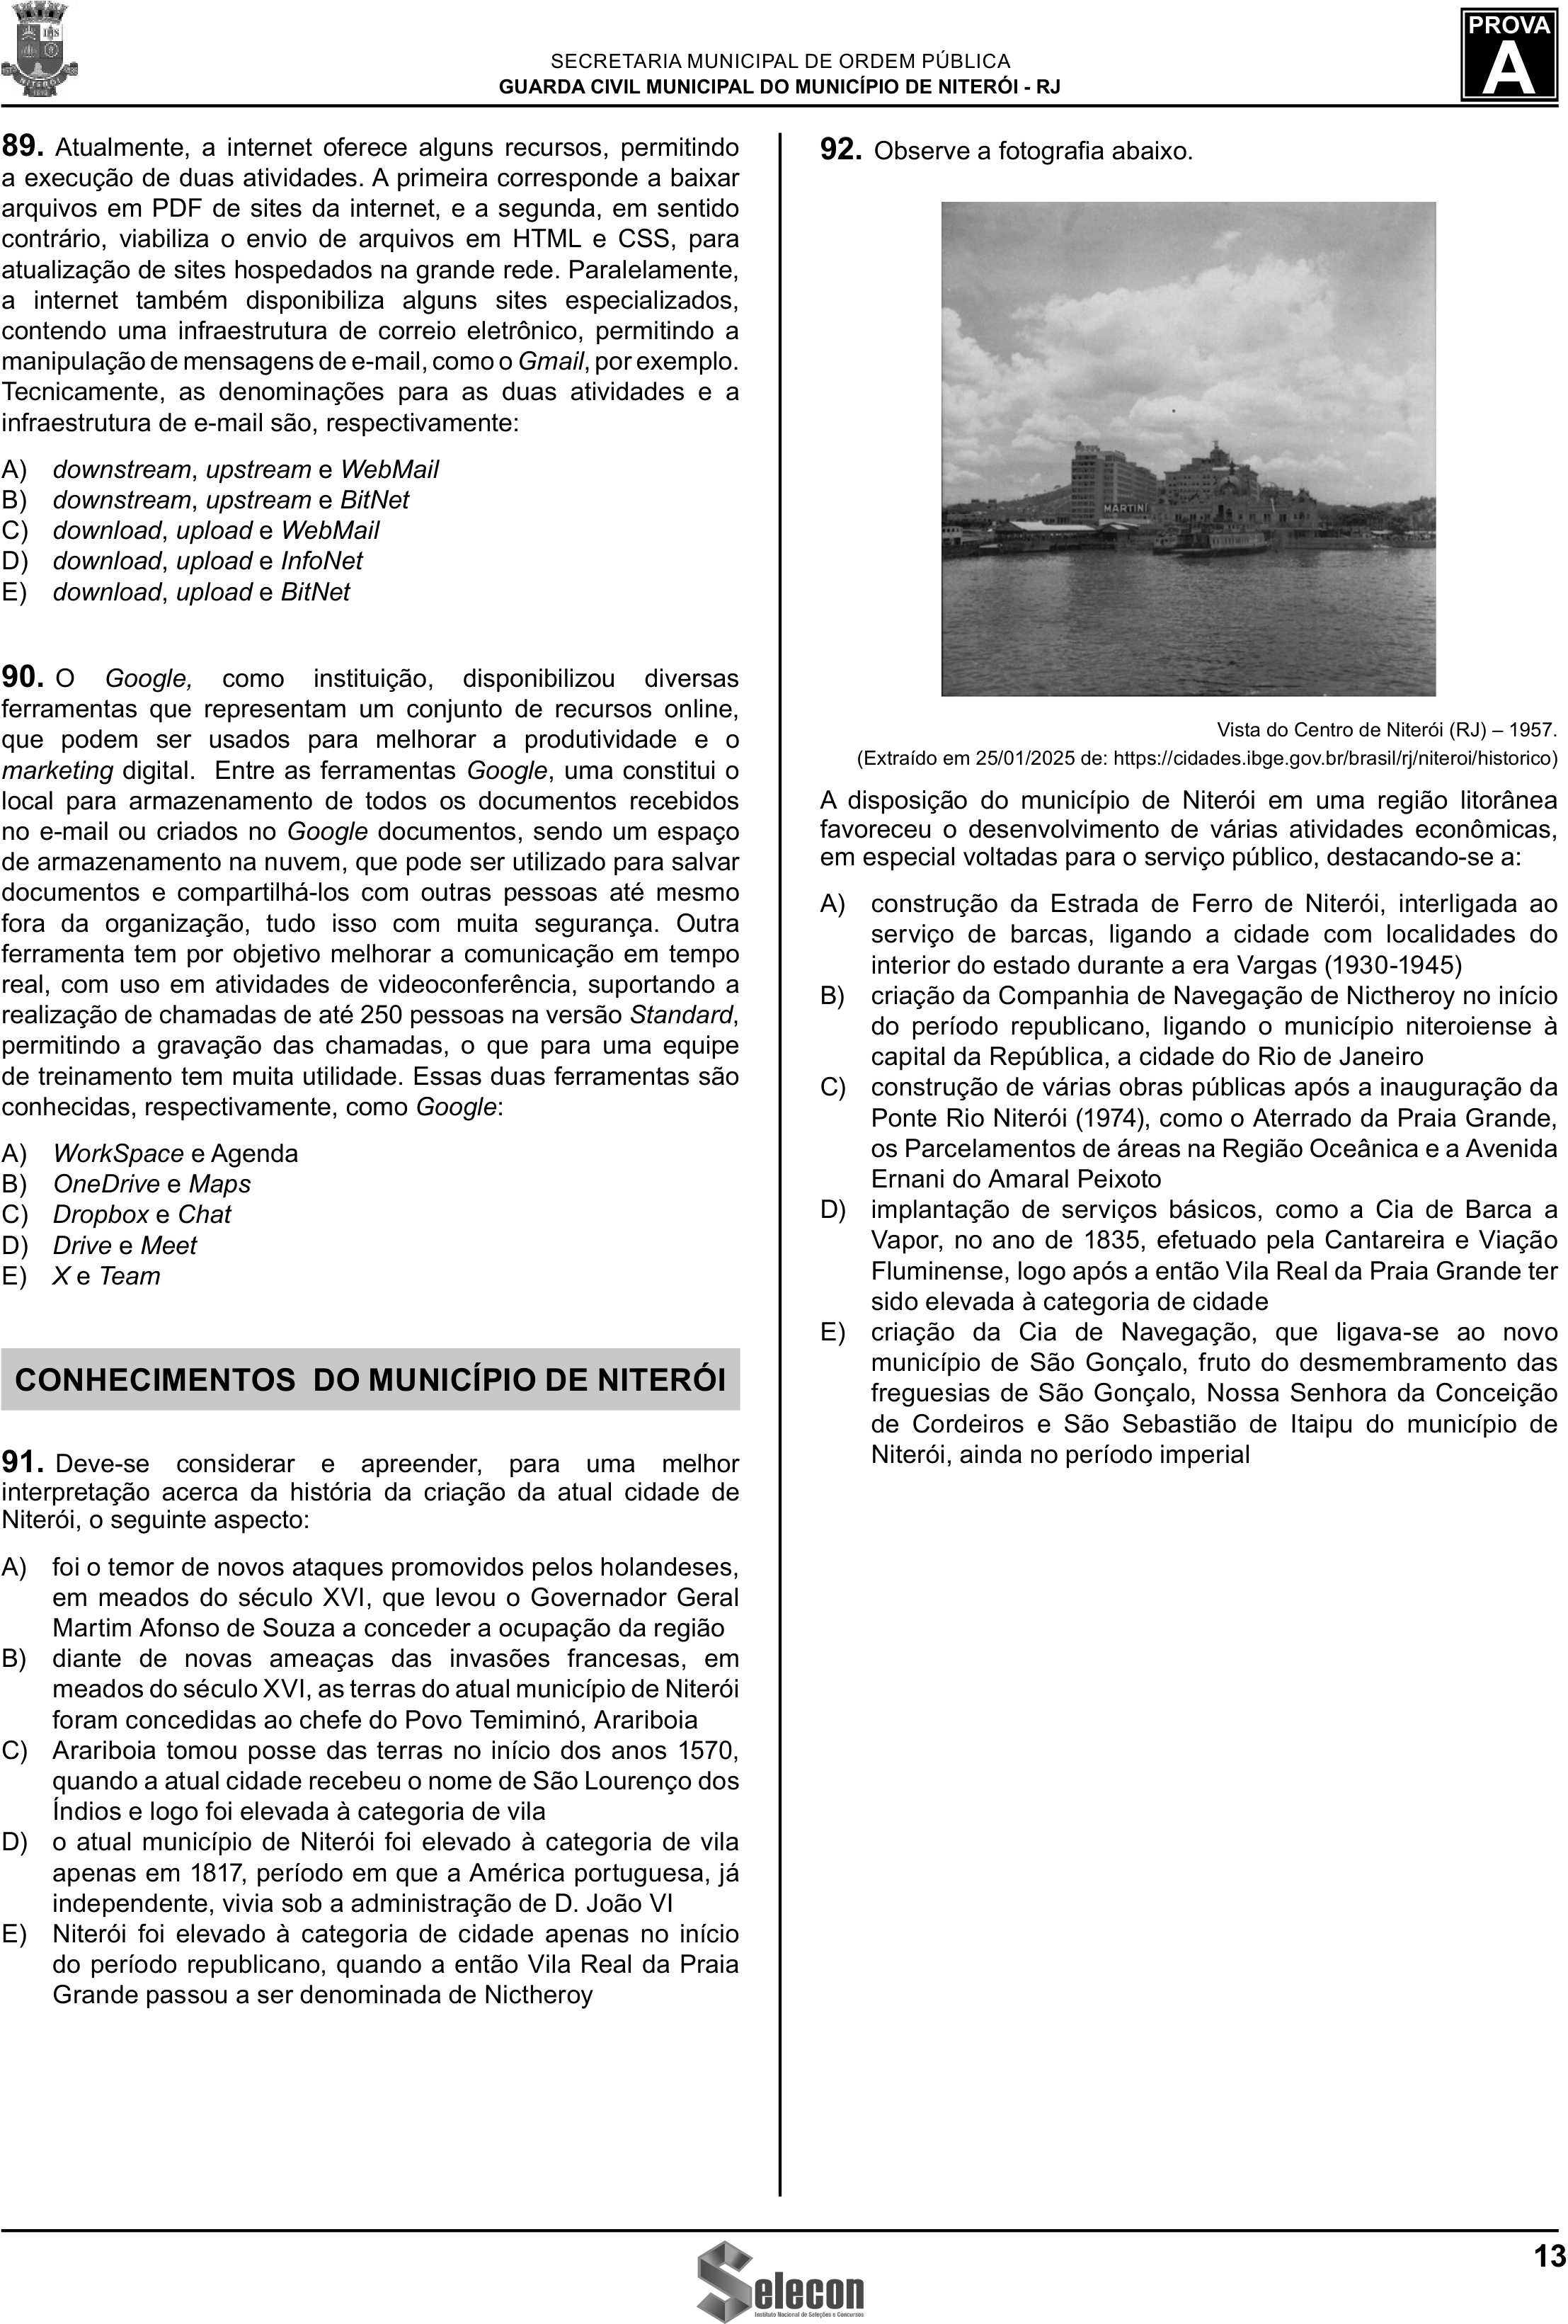 SECRETARIA MUNICIPAL DE ORDEM PÚBLICA
GUARDA CIVIL MUNICIPAL DO MUNICÍPIO DE NITERÓI - RJ
PROVA
A
NITERÓI
89. Atualmente, a internet oferece alguns recursos, permitindo
a execução de duas atividades. A primeira corresponde a baixar
arquivos em PDF de sites da internet, e a segunda, em sentido
contrário, viabiliza o envio de arquivos em HTML e CSS, para
atualização de sites hospedados na grande rede. Paralelamente,
a internet também disponibiliza alguns sites especializados,
contendo uma infraestrutura de correio eletrônico, permitindo a
manipulação de mensagens de e-mail, como o Gmail, por exemplo.
Tecnicamente, as denominações para as duas atividades e a
infraestrutura de e-mail são, respectivamente:
A) downstream, upstream e WebMail
B) downstream, upstream e BitNet
C) download, upload e WebMail
D) download, upload e InfoNet
E) download, upload e BitNet
90. O Google, como instituição, disponibilizou diversas
ferramentas que representam um conjunto de recursos online,
que podem ser usados para melhorar a produtividade e o
marketing digital. Entre as ferramentas Google, uma constitui o
local para armazenamento de todos os documentos recebidos
no e-mail ou criados no Google documentos, sendo um espaço
de armazenamento na nuvem, que pode ser utilizado para salvar
documentos e compartilhá-los com outras pessoas até mesmo
fora da organização, tudo isso com muita segurança. Outra
ferramenta tem por objetivo melhorar a comunicação em tempo
real, com uso em atividades de videoconferência, suportando a
realização de chamadas de até 250 pessoas na versão Standard,
permitindo a gravação das chamadas, o que para uma equipe
de treinamento tem muita utilidade. Essas duas ferramentas são
conhecidas, respectivamente, como Google:
A) WorkSpace e Agenda
B) OneDrive e Maps
C) Dropbox e Chat
D) Drive e Meet
E) X e Team
CONHECIMENTOS DO MUNICÍPIO DE NITERÓI
91. Deve-se considerar e apreender, para uma melhor
interpretação acerca da história da criação da atual cidade de
Niterói, o seguinte aspecto:
A) foi o temor de novos ataques promovidos pelos holandeses,
em meados do século XVI, que levou o Governador Geral
Martim Afonso de Souza a conceder a ocupação da região
B) diante de novas ameaças das invasões francesas, em
meados do século XVI, as terras do atual município de Niterói
foram concedidas ao chefe do Povo Temiminó, Arariboia
C) Arariboia tomou posse das terras no início dos anos 1570,
quando a atual cidade recebeu o nome de São Lourenço dos
Índios e logo foi elevada à categoria de vila
D) o atual município de Niterói foi elevado à categoria de vila
apenas em 1817, período em que a América portuguesa, já
independente, vivia sob a administração de D. João VI
E) Niterói foi elevado à categoria de cidade apenas no início
do período republicano, quando a então Vila Real da Praia
Grande passou a ser denominada de Nictheroy
92. Observe a fotografia abaixo.
MARTINI
Vista do Centro de Niterói (RJ) – 1957.
(Extraído em 25/01/2025 de: https://cidades.ibge.gov.br/brasil/rj/niteroi/historico)
A disposição do município de Niterói em uma região litorânea
favoreceu o desenvolvimento de várias atividades econômicas,
em especial voltadas para o serviço público, destacando-se a:
A) construção da Estrada de Ferro de Niterói, interligada ao
serviço de barcas, ligando a cidade com localidades do
interior do estado durante a era Vargas (1930-1945)
B) criação da Companhia de Navegação de Nictheroy no início
do período republicano, ligando o município niteroiense à
capital da República, a cidade do Rio de Janeiro
C) construção de várias obras públicas após a inauguração da
Ponte Rio Niterói (1974), como o Aterrado da Praia Grande,
os Parcelamentos de áreas na Região Oceânica e a Avenida
Ernani do Amaral Peixoto
D) implantação de serviços básicos, como a Cia de Barca a
Vapor, no ano de 1835, efetuado pela Cantareira e Viação
Fluminense, logo após a então Vila Real da Praia Grande ter
sido elevada à categoria de cidade
E) criação da Cia de Navegação, que ligava-se ao novo
município de São Gonçalo, fruto do desmembramento das
freguesias de São Gonçalo, Nossa Senhora da Conceição
de Cordeiros e São Sebastião de Itaipu do município de
Niterói, ainda no período imperial
Selecon
Instituto Nacional de Seleções e Concursos
13